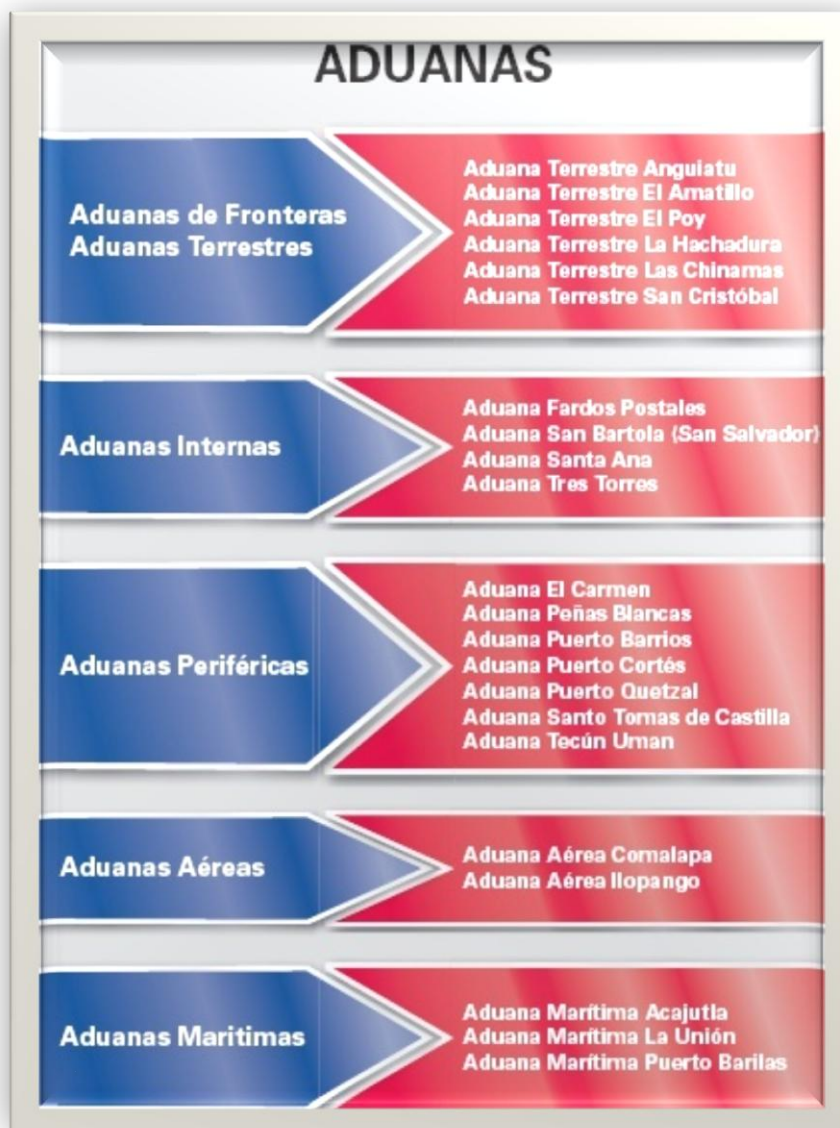 ADUANAS
Aduanas de Fronteras
Aduanas Terrestres
Aduana Terrestre Anguiatu
Aduana Terrestre El Amatillo
Aduana Terrestre El Poy
Aduana Terrestre La Hachadura
Aduana Terrestre Las Chinamas
Aduana Terrestre San Cristóbal
Aduanas Internas
Aduana Fardos Postales
Aduana San Bartola (San Salvador)
Aduana Santa Ana
Aduana Tres Torres
Aduanas Periféricas
Aduana El Carmen
Aduana Peñas Blancas
Aduana Puerto Barrios
Aduana Puerto Cortés
Aduana Puerto Quetzal
Aduana Santo Tomas de Castilla
Aduana Tecún Uman
Aduanas Aéreas
Aduana Aérea Comalapa
Aduana Aérea Ilopango
Aduanas Maritimas
Aduana Marítima Acajutla
Aduana Marítima La Unión
Aduana Marítima Puerto Barilas